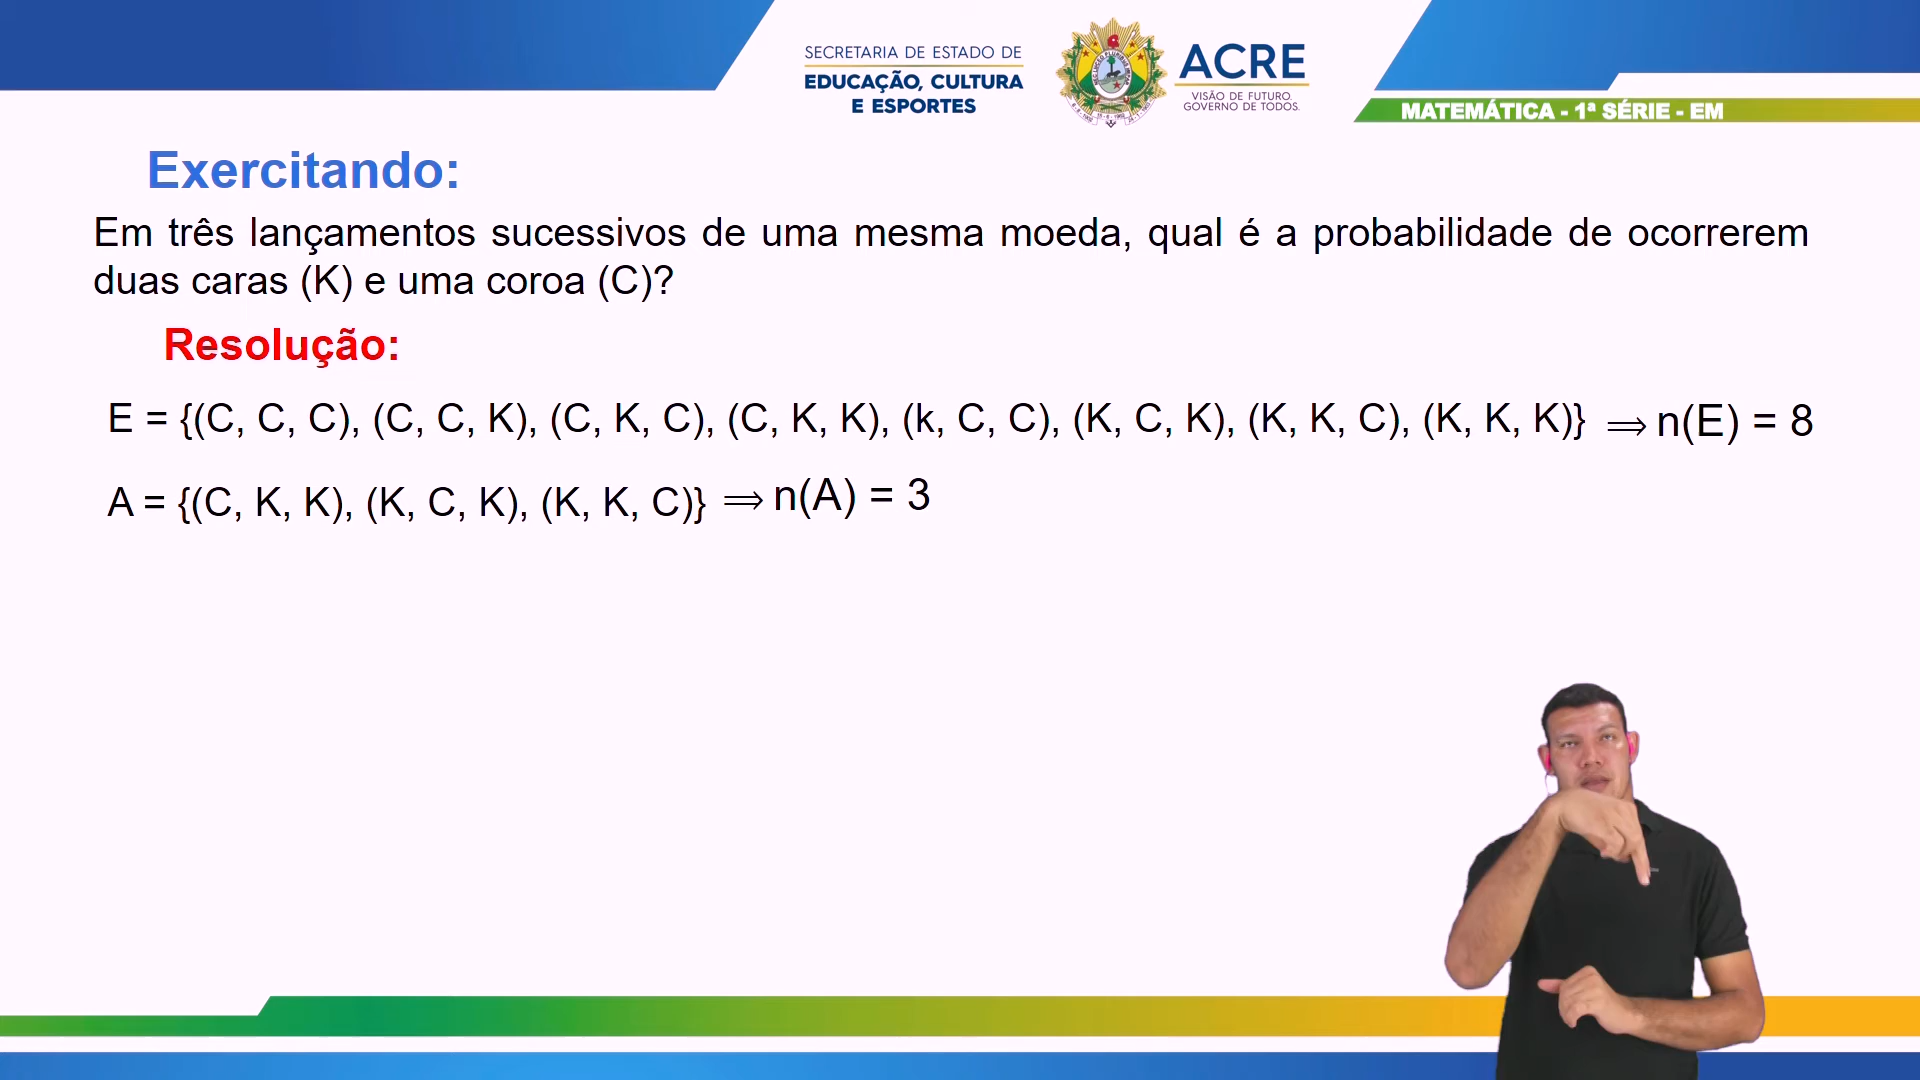 SECRETARIA DE ESTADO DE
EDUCAÇÃO, CULTURA
E ESPORTES
ACRE
VISÃO DE FUTURO.
GOVERNO DE TODOS.
MATEMÁTICA - 1ª SÉRIE - EM
Exercitando:
Em três lançamentos sucessivos de uma mesma moeda, qual é a probabilidade de ocorrerem
duas caras (K) e uma coroa (C)?
Resolução:
E = {(C, C, C), (C, C, K), (C, K, C), (C, K, K), (k, C, C), (K, C, K), (K, K, C), (K, K, K)} ⟹ n(E) = 8
A = {(C, K, K), (K, C, K), (K, K, C)} ⟹ n(A) = 3